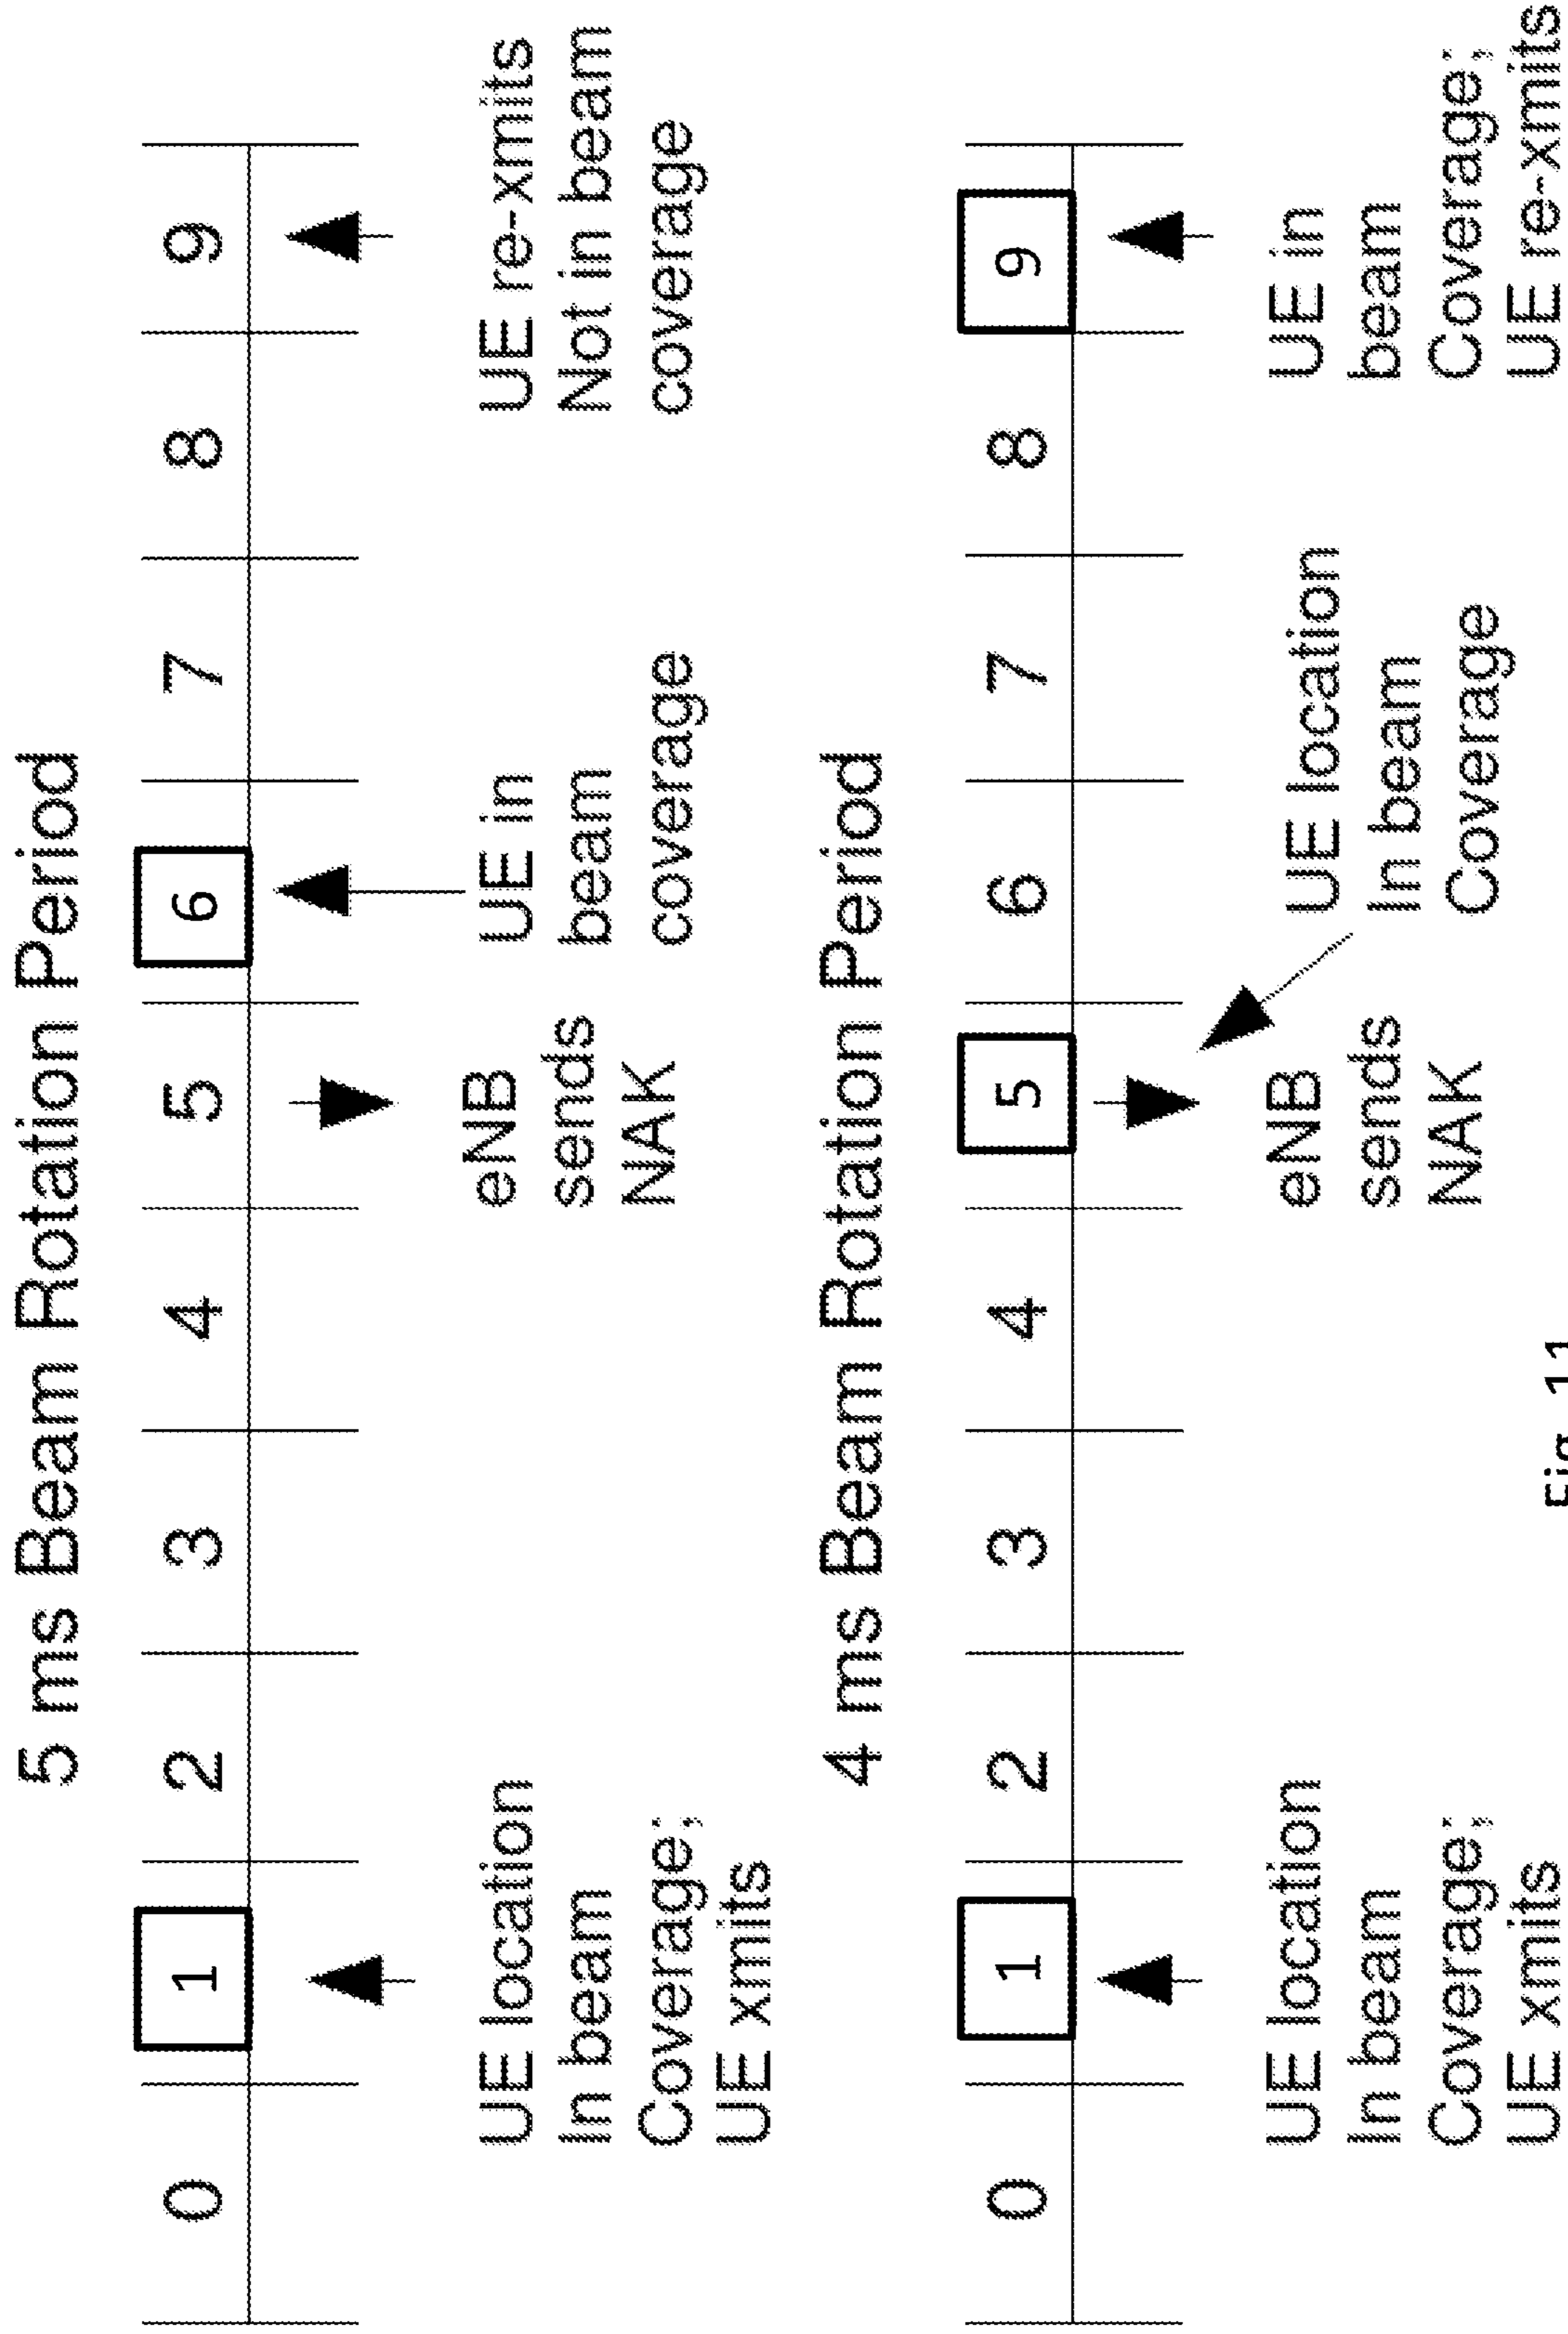 5 ms Beam Rotation Period
0 1 2 3 4 5 6 7 8 9
UE location
In beam
Coverage;
UE xmits
eNB
sends
NAK
UE in
beam
coverage
UE re-xmits
Not in beam
coverage
4 ms Beam Rotation Period
0 1 2 3 4 5 6 7 8 9
UE location
In beam
Coverage;
UE xmits
eNB
sends
NAK
UE location
In beam
Coverage
UE in
beam
Coverage;
UE re-xmits
Fig. 11